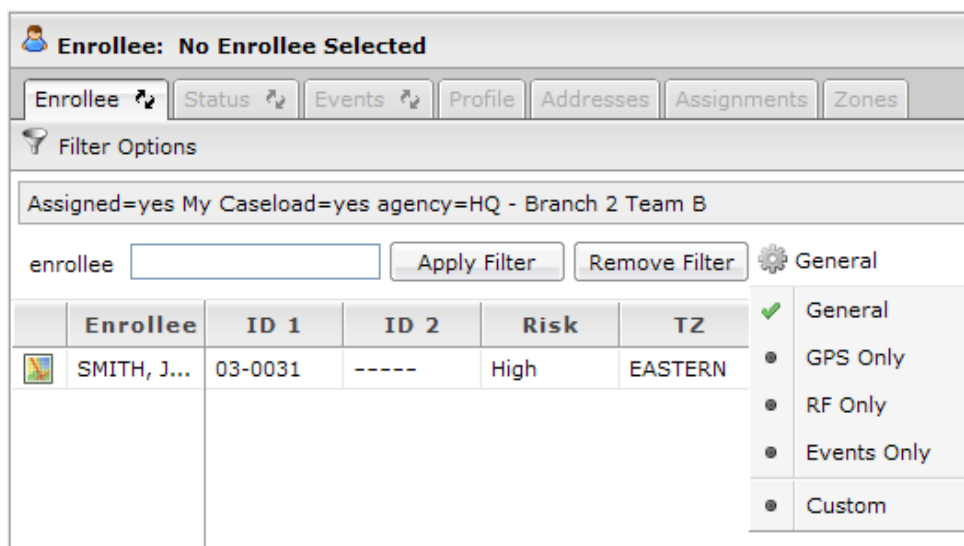 Enrollee: No Enrollee Selected
Enrollee Status Events Profile Addresses Assignments Zones
Filter Options
Assigned=yes My Caseload=yes agency=HQ - Branch 2 Team B
enrollee Apply Filter Remove Filter General
Enrollee ID 1 ID 2 Risk TZ
SMITH, J... 03-0031 ----- High EASTERN
General
GPS Only
RF Only
Events Only
Custom